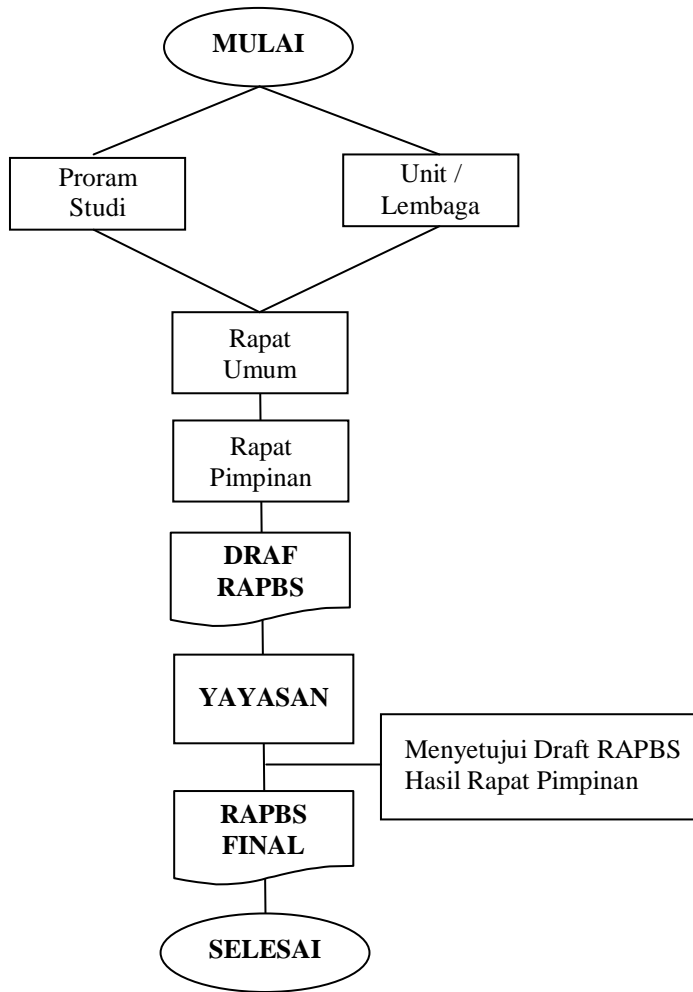 MULAI
Proram
Studi
Unit /
Lembaga
Rapat
Umum
Rapat
Pimpinan
DRAF
RAPBS
YAYASAN
Menyetujui Draft RAPBS
Hasil Rapat Pimpinan
RAPBS
FINAL
SELESAI